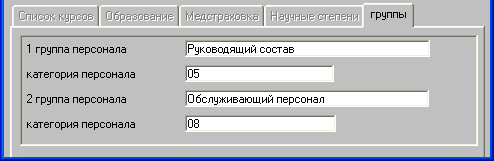 Список курсов Образование Медстраховка Научные степени группы
1 группа персонала Руководящий состав
категория персонала 05
2 группа персонала Обслуживающий персонал
категория персонала 08